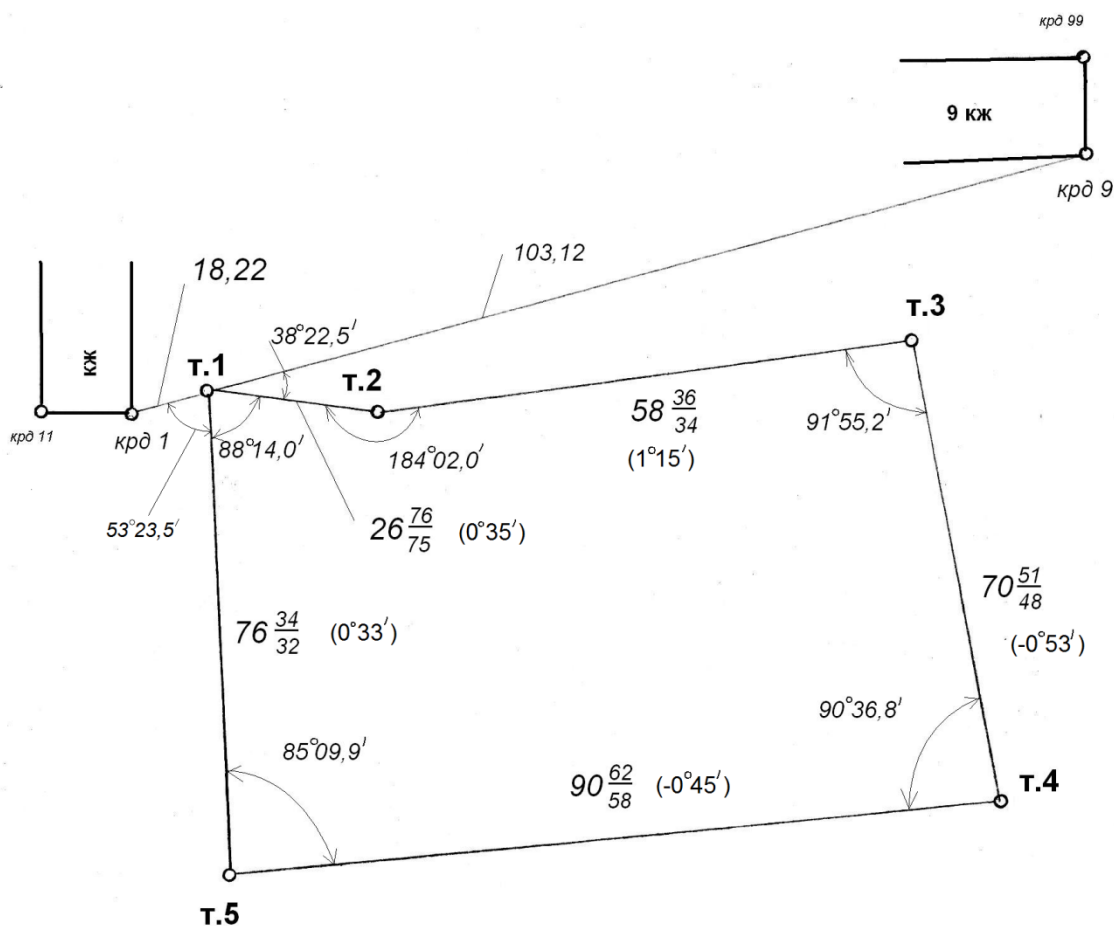 крд 99
9 кж
крд 9
103,12
18,22
38°22,5′
т.3
т.1
т.2
кж
крд 11
крд 1
88°14,0′
184°02,0′
58 36/34
(1°15′)
91°55,2′
53°23,5′
26 76/75 (0°35′)
70 51/48
(-0°53′)
76 34/32 (0°33′)
90°36,8′
85°09,9′
90 62/58 (-0°45′)
т.4
т.5